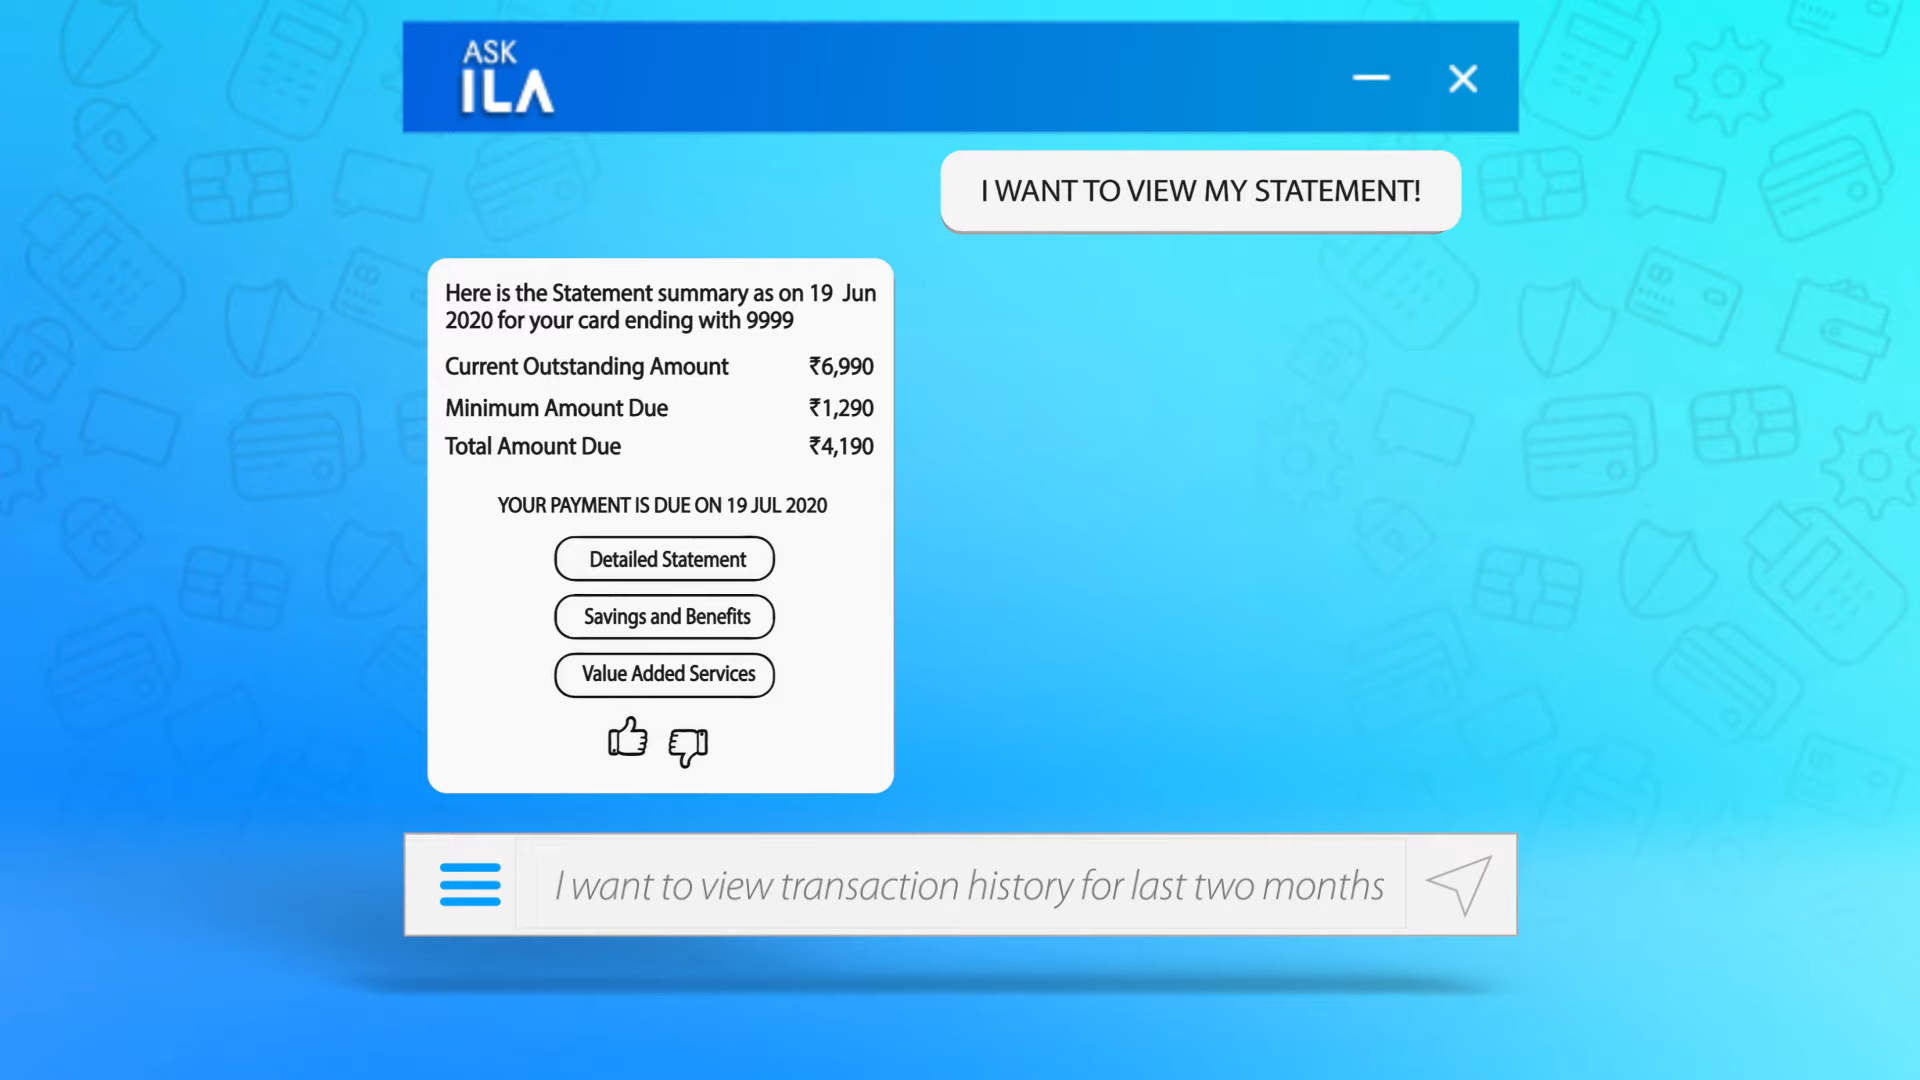 ASK
ILA
I WANT TO VIEW MY STATEMENT!
Here is the Statement summary as on 19 Jun
2020 for your card ending with 9999
Current Outstanding Amount ₹6,990
Minimum Amount Due ₹1,290
Total Amount Due ₹4,190
YOUR PAYMENT IS DUE ON 19 JUL 2020
Detailed Statement
Savings and Benefits
Value Added Services
I want to view transaction history for last two months